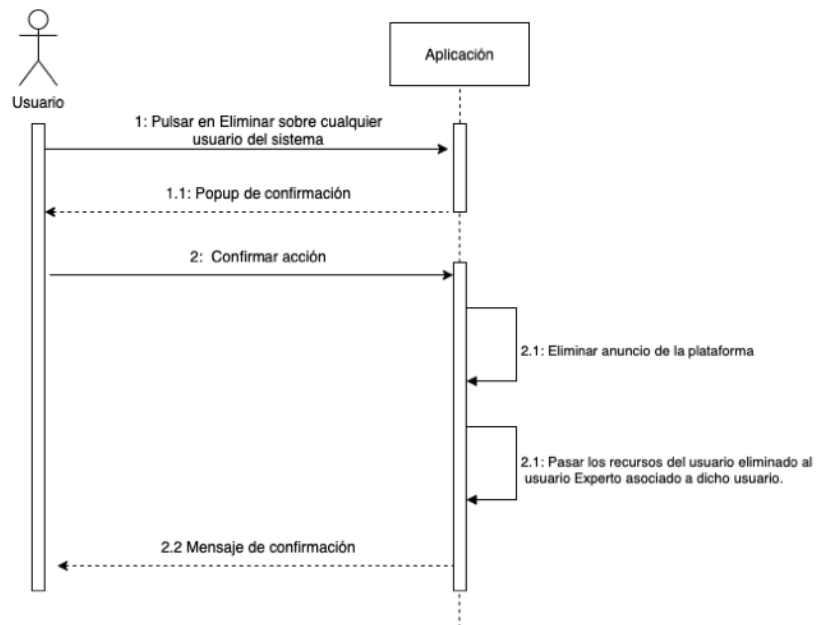 Aplicación
Usuario
1: Pulsar en Eliminar sobre cualquier
usuario del sistema
1.1: Popup de confirmación
2:  Confirmar acción
2.1: Eliminar anuncio de la plataforma
2.1: Pasar los recursos del usuario eliminado al
usuario Experto asociado a dicho usuario.
2.2 Mensaje de confirmación